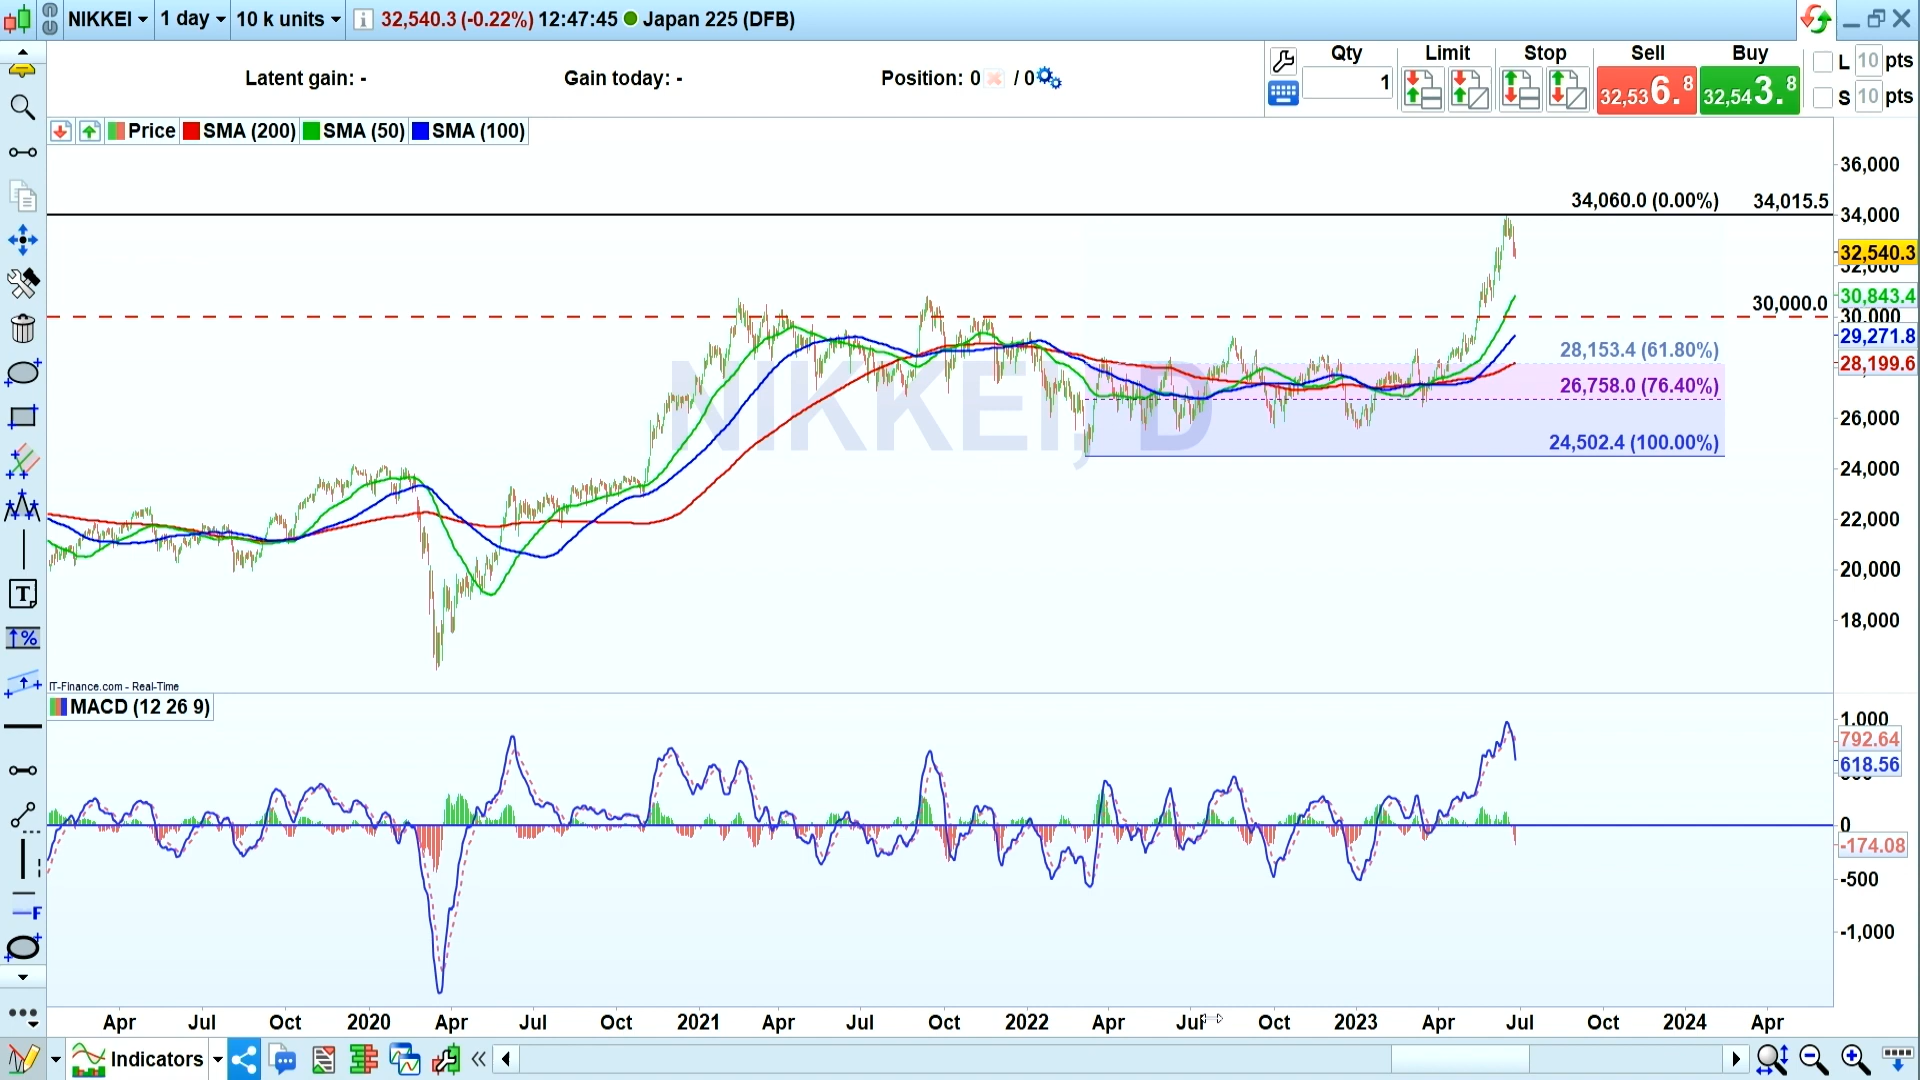 NIKKEI 1 day 10 k units 32,540.3 (-0.22%) 12:47:45 Japan 225 (DFB)
Latent gain: - Gain today: - Position: 0 / 0
Qty Limit Stop Sell Buy
1 32,536.8 32,543.8
L 10 pts
S 10 pts
Price SMA (200) SMA (50) SMA (100)
NIKKEI, D
34,060.0 (0.00%) 34,015.5
30,000.0
28,153.4 (61.80%)
26,758.0 (76.40%)
24,502.4 (100.00%)
36,000
34,000
32,540.3
32,000
30,843.4
30,000
29,271.8
28,199.6
26,000
24,000
22,000
20,000
18,000
IT-Finance.com - Real-Time
MACD (12 26 9)
1,000
792.64
618.56
0
-174.08
-500
-1,000
Apr Jul Oct 2020 Apr Jul Oct 2021 Apr Jul Oct 2022 Apr Jul Oct 2023 Apr Jul Oct 2024 Apr
Indicators